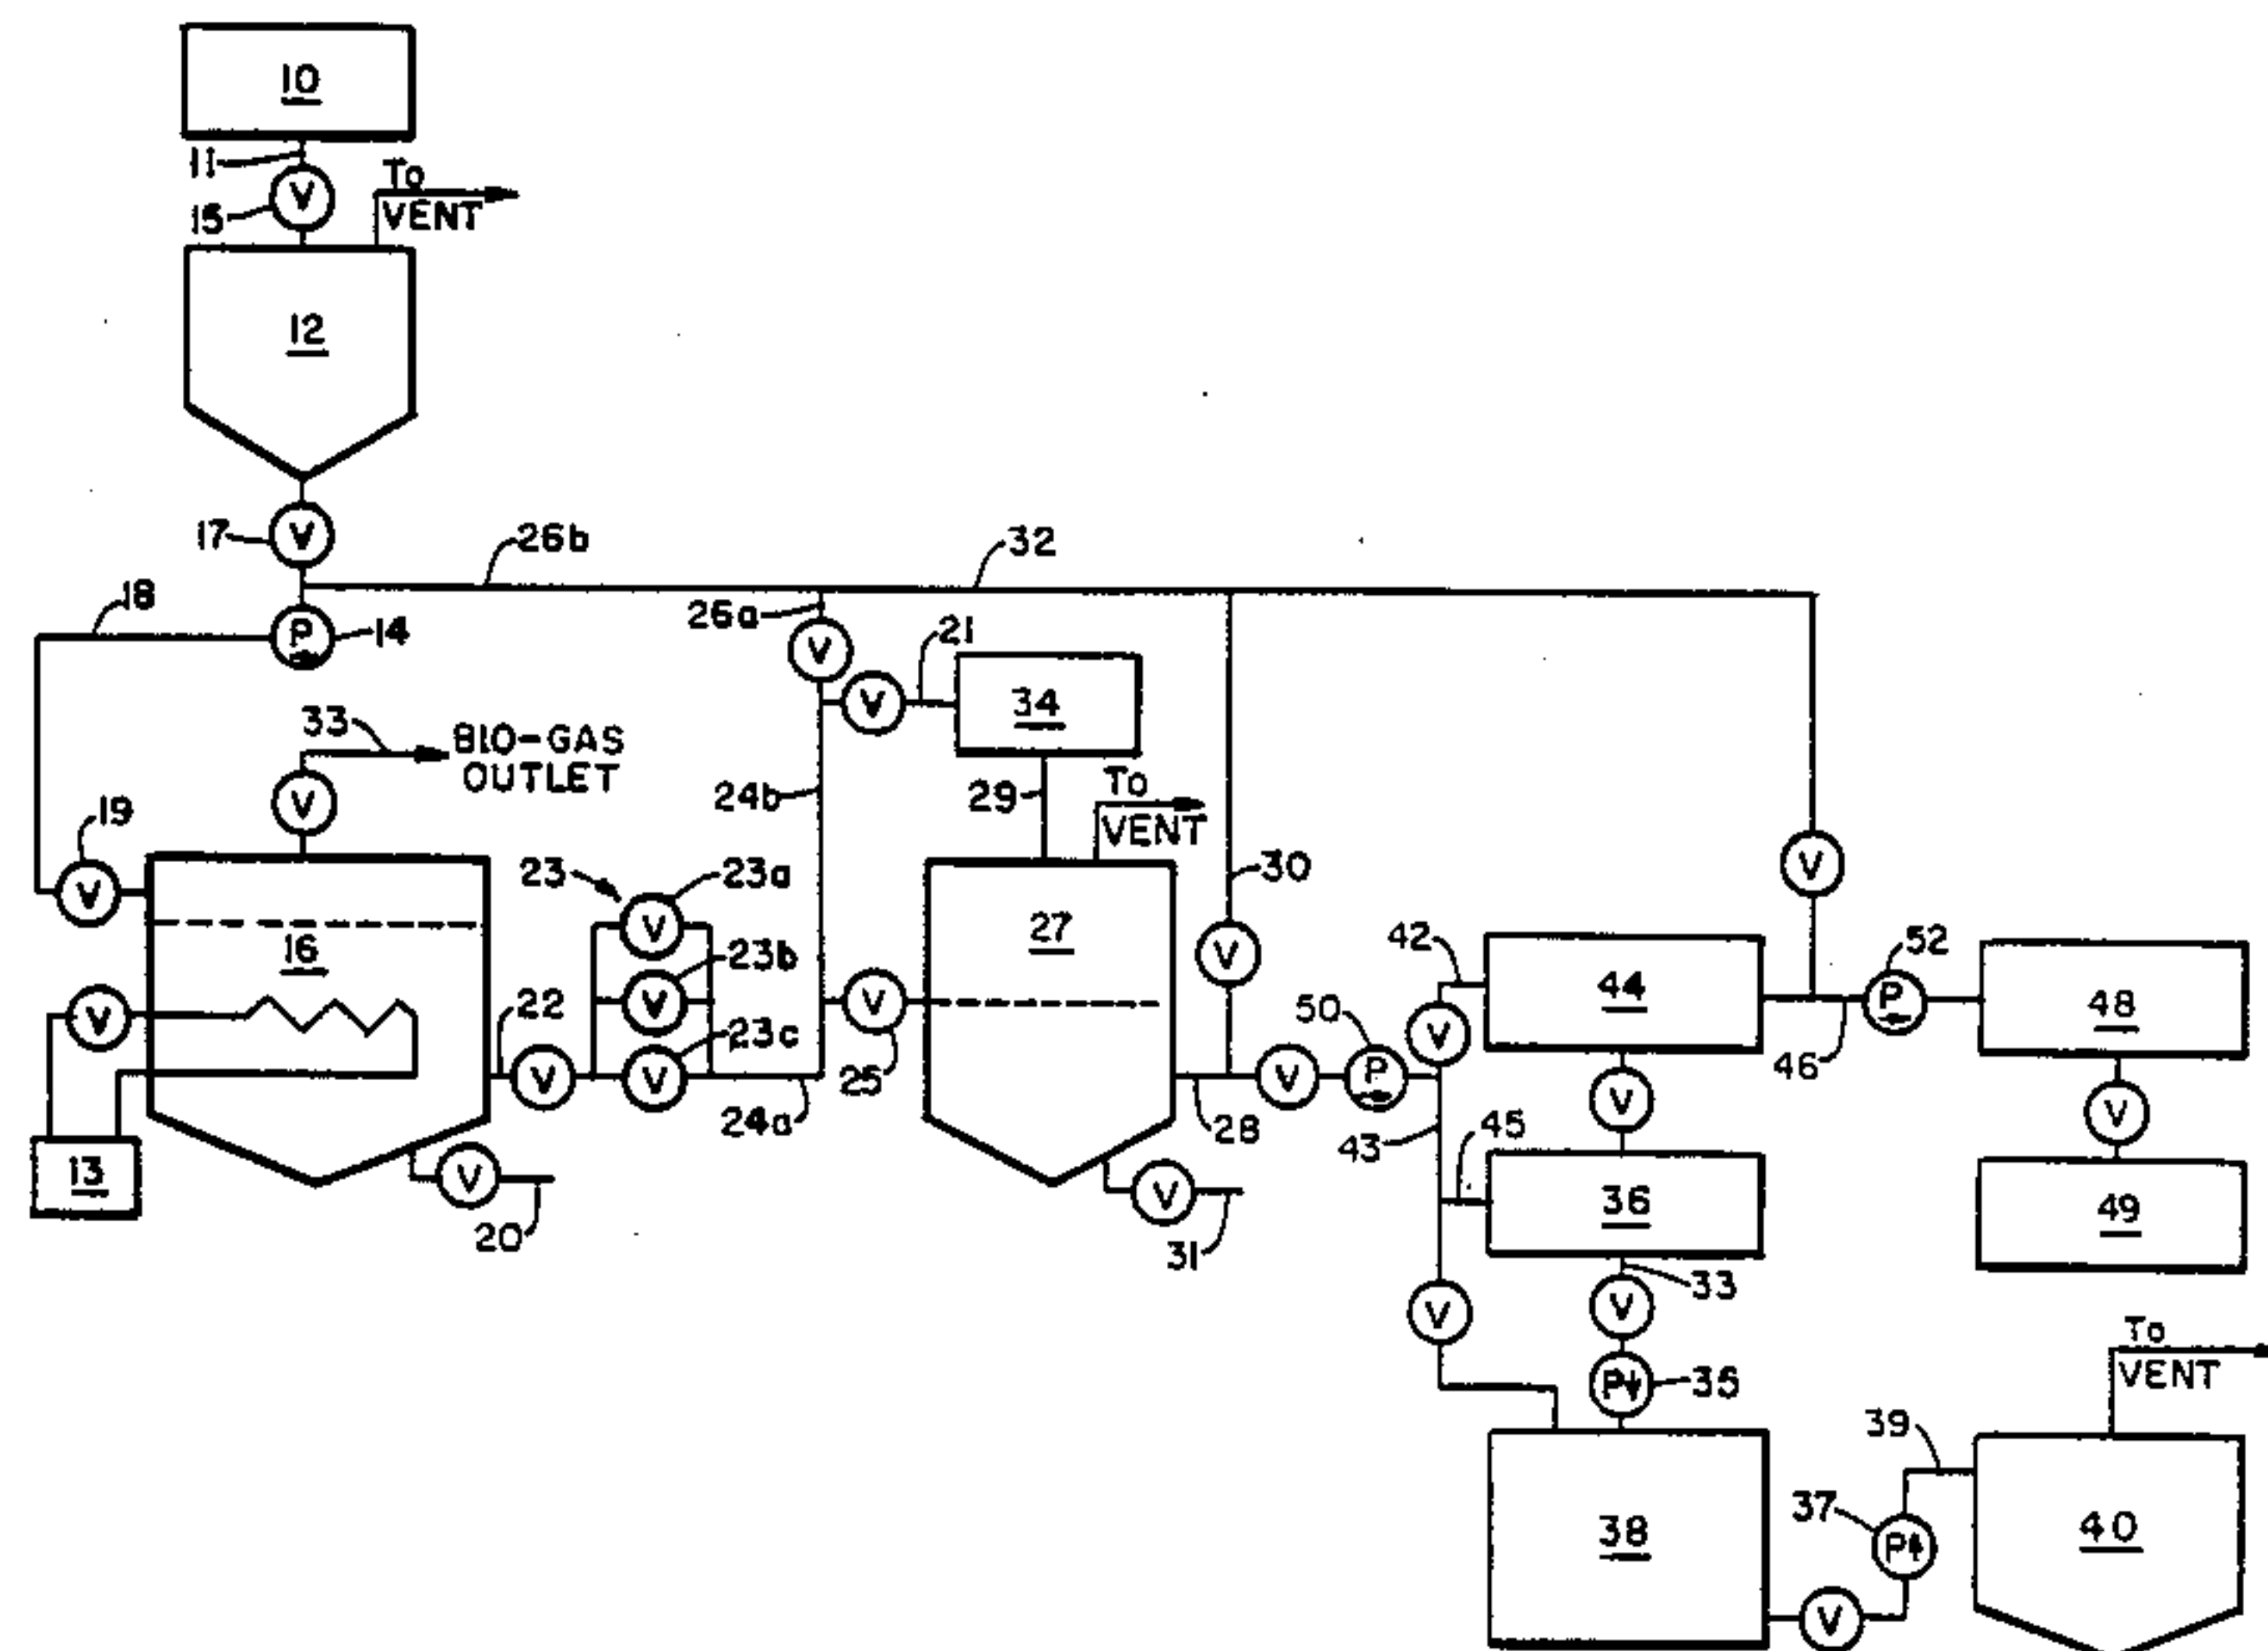 10
11
To
VENT
V
15
12
17
V
26b
32
18
26a
P
14
21
V
33
BIO-GAS
OUTLET
V
34
24b
29
To
VENT
V
19
23
23a
V
V
30
V
27
16
23b
V
42
52
V
44
P
48
22
V
V
25
50
V
46
V
23c
V
V
24a
28
V
P
V
V
43
45
13
V
20
V
31
36
49
33
V
V
To
VENT
P
35
39
37
P
38
40
V